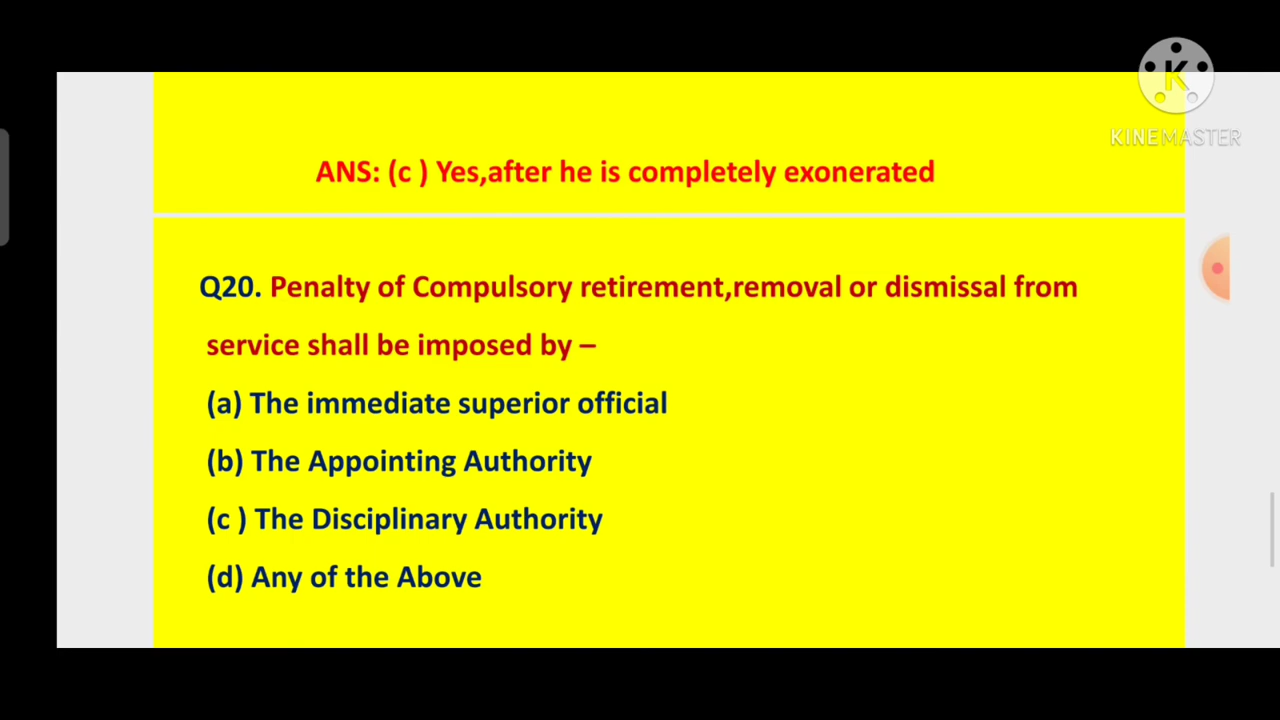 K
KINEMASTER
ANS: (c ) Yes,after he is completely exonerated
Q20. Penalty of Compulsory retirement,removal or dismissal from
service shall be imposed by –
(a) The immediate superior official
(b) The Appointing Authority
(c ) The Disciplinary Authority
(d) Any of the Above